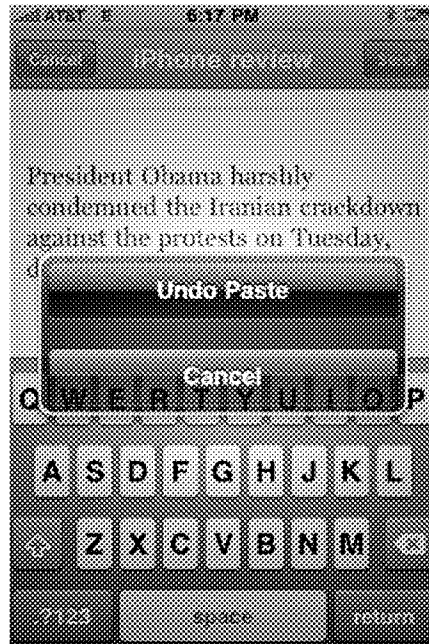 AT&T E 6:17 PM
Cancel iPhone review Send
President Obama harshly
condemned the Iranian crackdown
against the protests on Tuesday,
Undo Paste
Cancel
Q W E R T Y U I O P
A S D F G H J K L
Z X C V B N M
.?123 space return